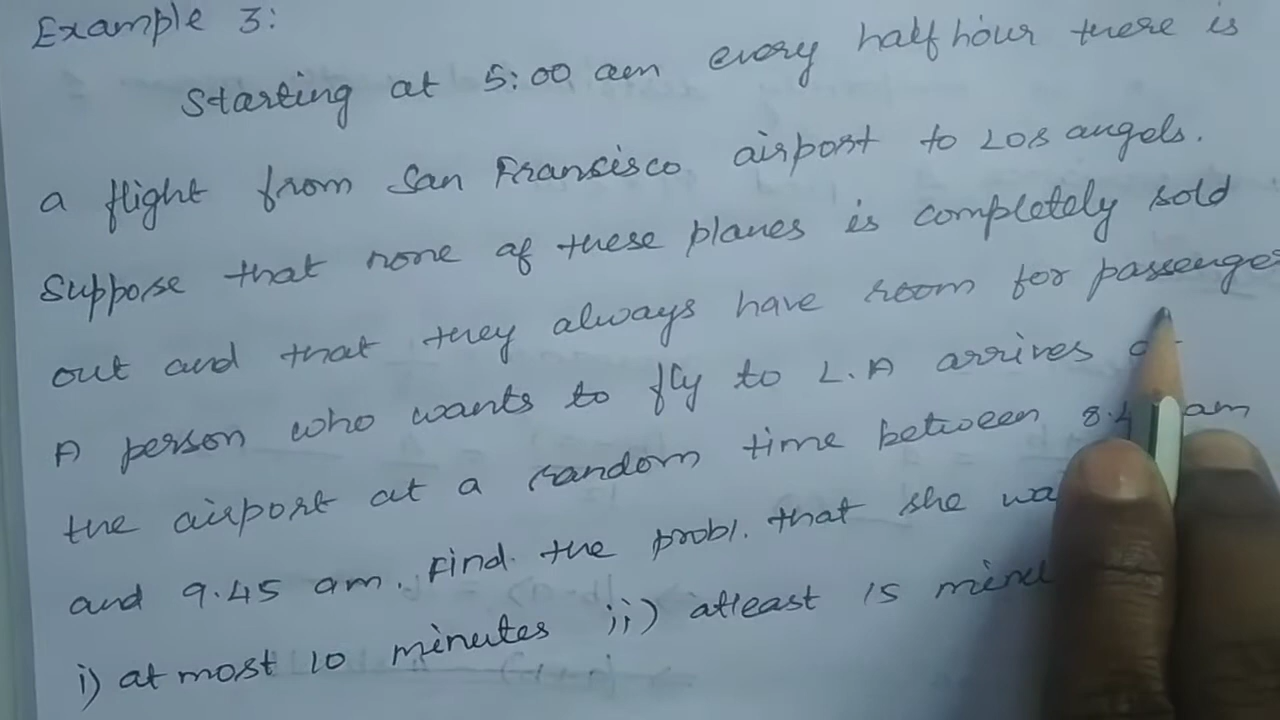 Example 3:
Starting at 5:00 am every half hour there is
a flight from San Francisco airport to Los angels.
Suppose that none of these planes is completely sold
out and that they always have room for passenger
A person who wants to fly to L.A arrives
the airport at a random time between am
and 9.45 am. Find the probl. that she
i) at most 10 minutes ii) atleast 15